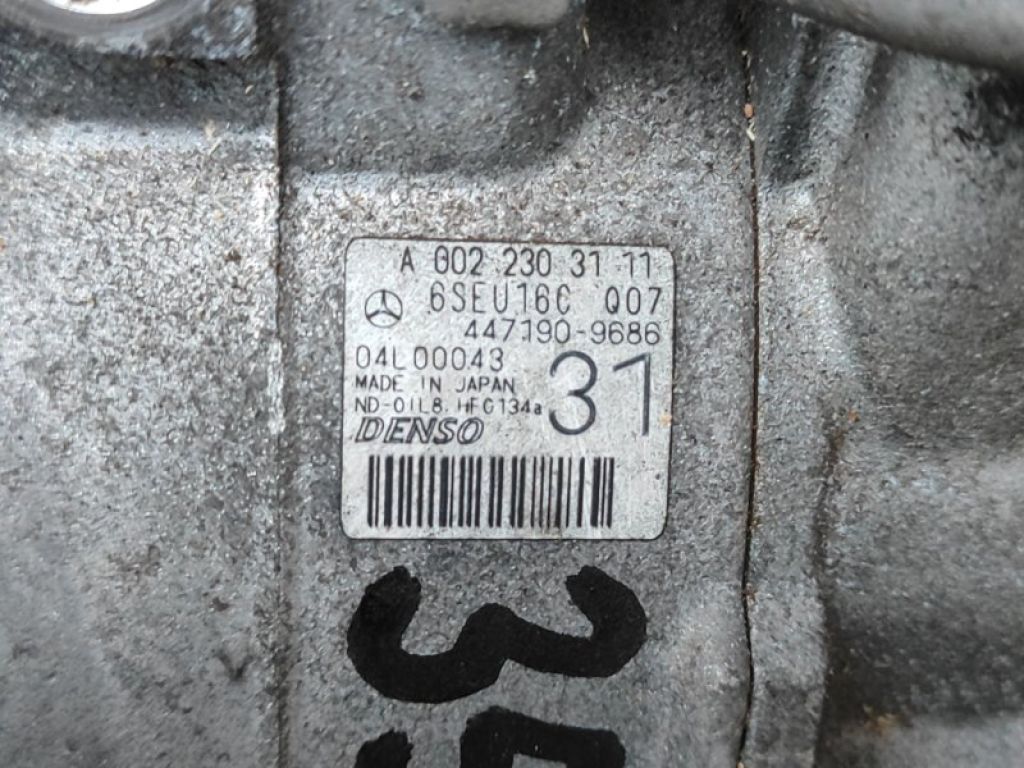 A 002 230 31 11
6SEU16C Q07
447190-9686
04L00043
31
MADE IN JAPAN
ND-OIL8 HFC134a
DENSO